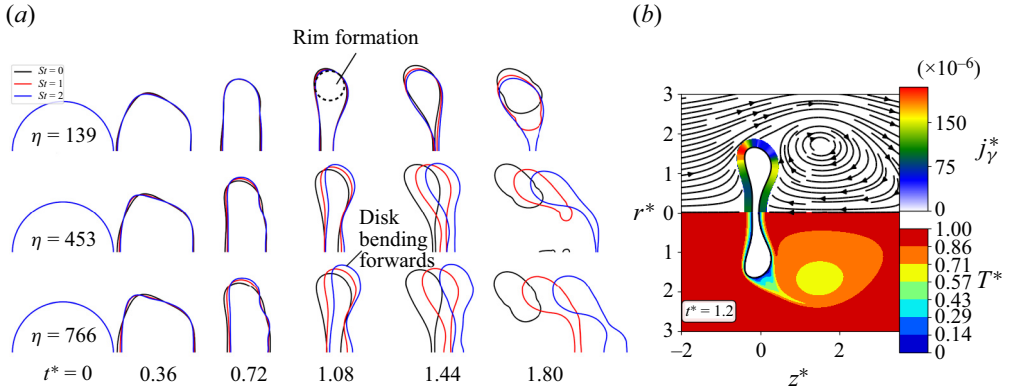 (a)
Rim formation
St = 0
St = 1
St = 2
η = 139
Disk
bending
forwards
η = 453
η = 766
t* = 0 0.36 0.72 1.08 1.44 1.80
(b)
(×10⁻⁶)
3
2
1
r* 0
1
2
3
−2 0 2
z*
t* = 1.2
150
75
0
j*γ
1.00
0.86
0.71
0.57
0.43
0.29
0.14
0
T*